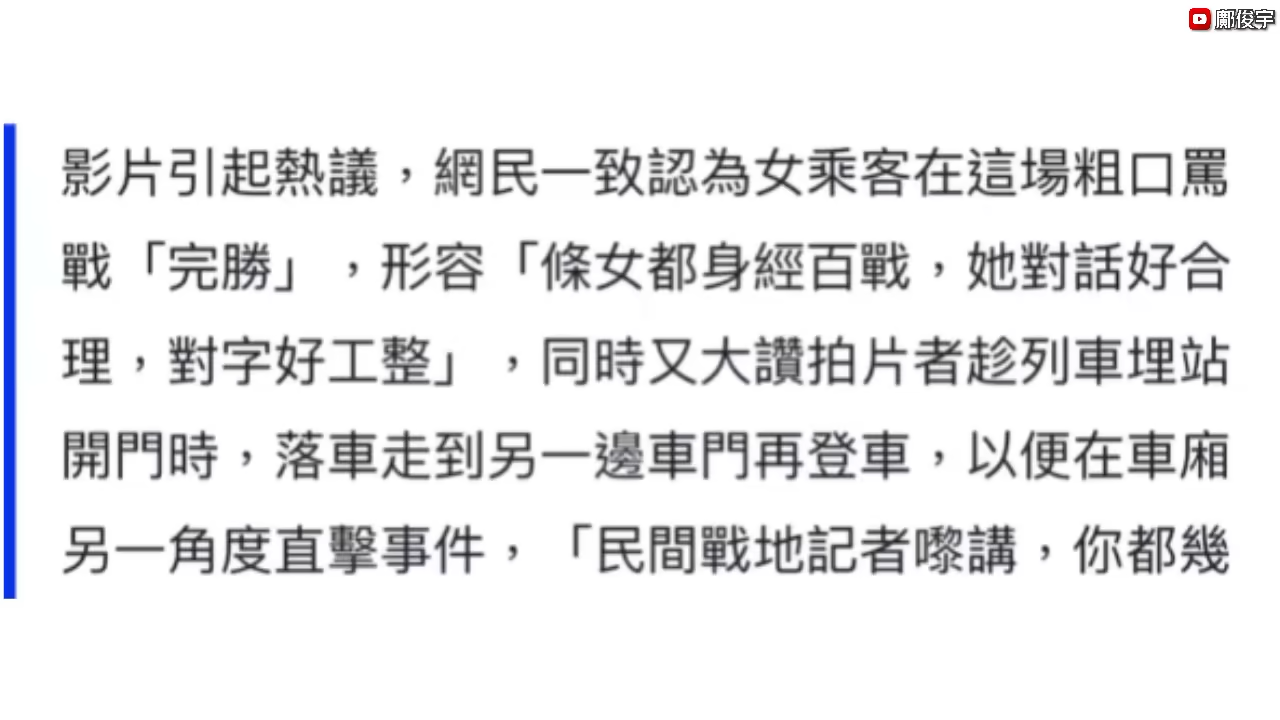 鄺俊宇
影片引起熱議，網民一致認為女乘客在這場粗口罵
戰「完勝」，形容「條女都身經百戰，她對話好合
理，對字好工整」，同時又大讚拍片者趁列車埋站
開門時，落車走到另一邊車門再登車，以便在車廂
另一角度直擊事件，「民間戰地記者嚟講，你都幾